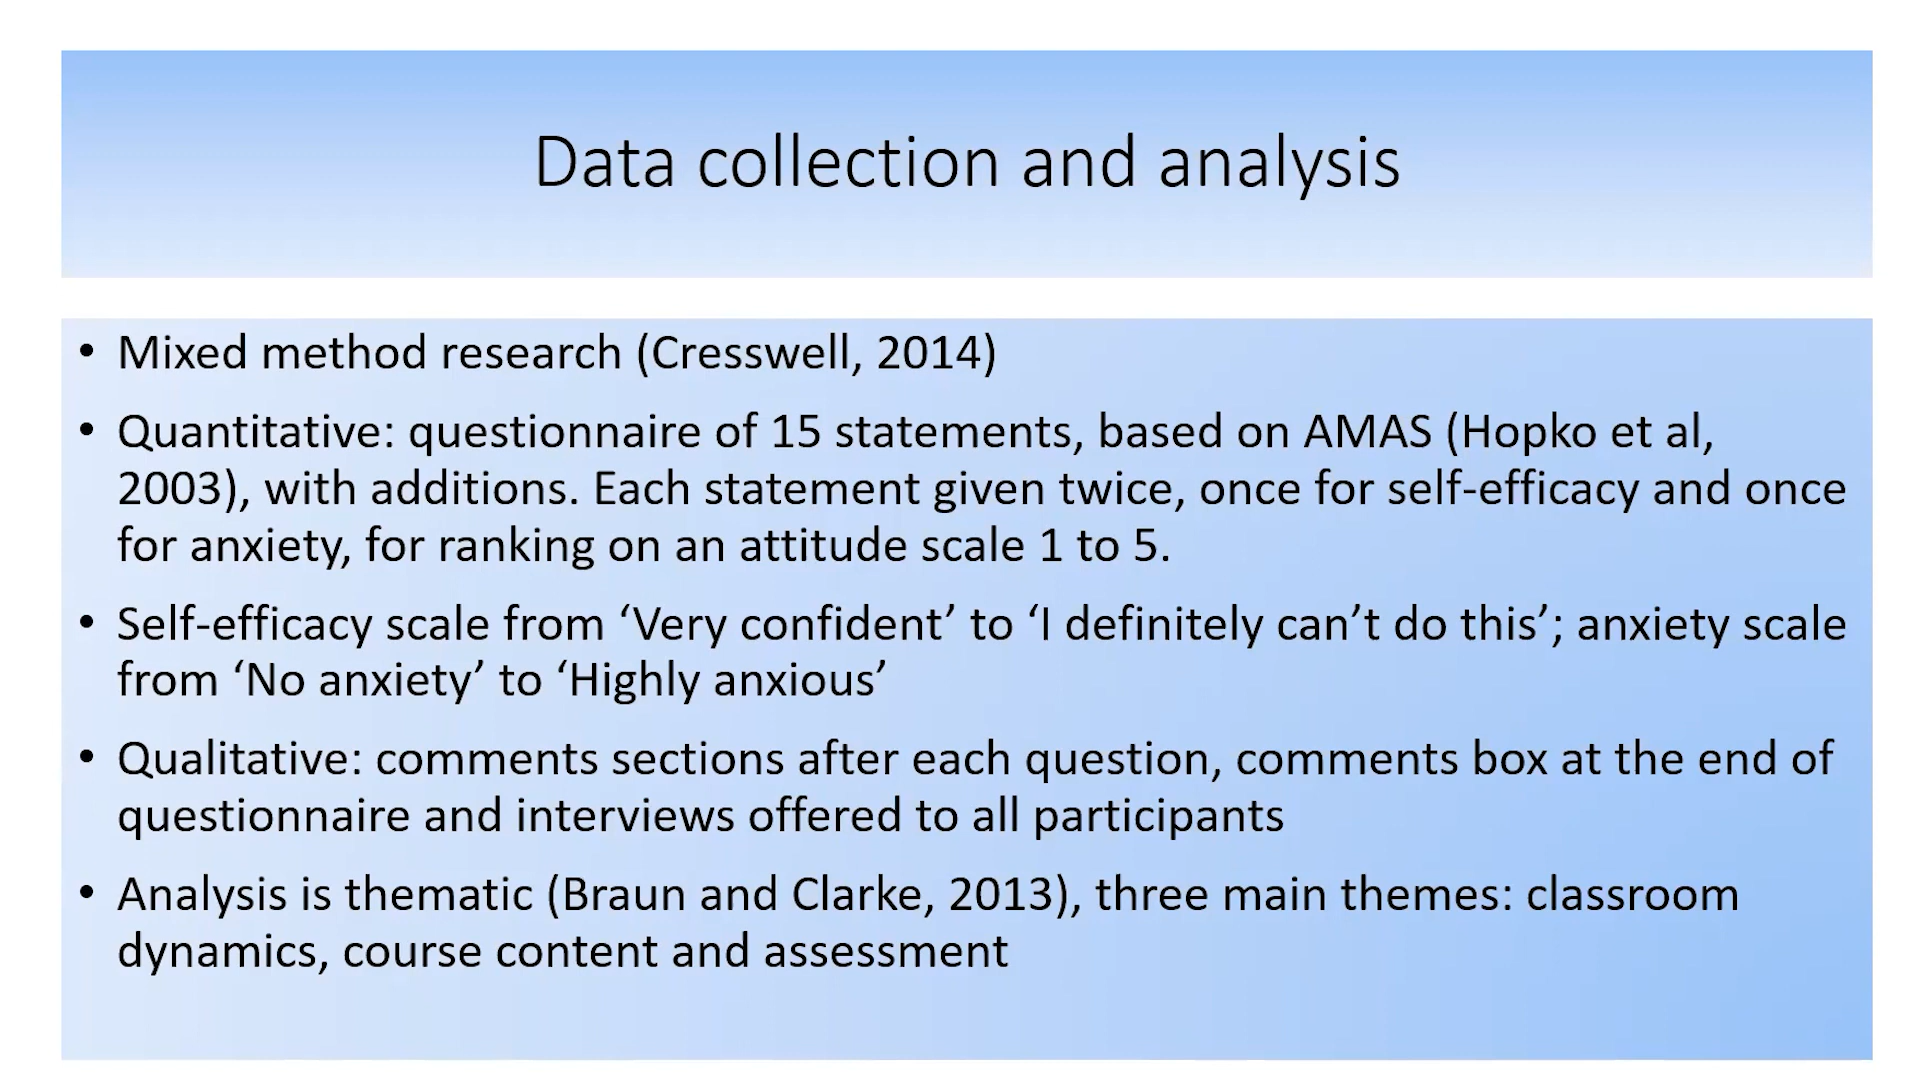 Data collection and analysis
• Mixed method research (Cresswell, 2014)
• Quantitative: questionnaire of 15 statements, based on AMAS (Hopko et al,
2003), with additions. Each statement given twice, once for self-efficacy and once
for anxiety, for ranking on an attitude scale 1 to 5.
• Self-efficacy scale from ‘Very confident’ to ‘I definitely can’t do this’; anxiety scale
from ‘No anxiety’ to ‘Highly anxious’
• Qualitative: comments sections after each question, comments box at the end of
questionnaire and interviews offered to all participants
• Analysis is thematic (Braun and Clarke, 2013), three main themes: classroom
dynamics, course content and assessment